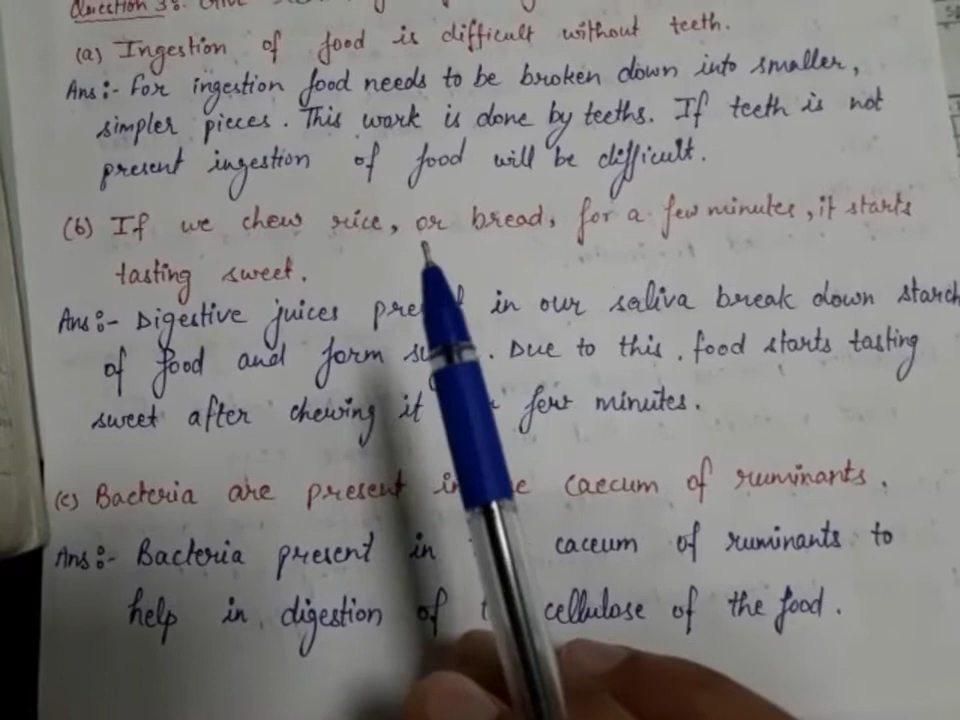 Question 3:
(a) Ingestion of food is difficult without teeth.
Ans:- For ingestion food needs to be broken down into smaller,
simpler pieces. This work is done by teeths. If teeth is not
present ingestion of food will be difficult.
(b) If we chew rice, or bread, for a few minutes, it starts
tasting sweet.
Ans:- Digestive juices in our saliva break down starch
of food and form . Due to this, food starts tasting
sweet after chewing it few minutes.
(c) Bacteria are present in caecum of ruminants.
Ans:- Bacteria present in caceum of ruminants to
help in digestion of cellulose of the food.